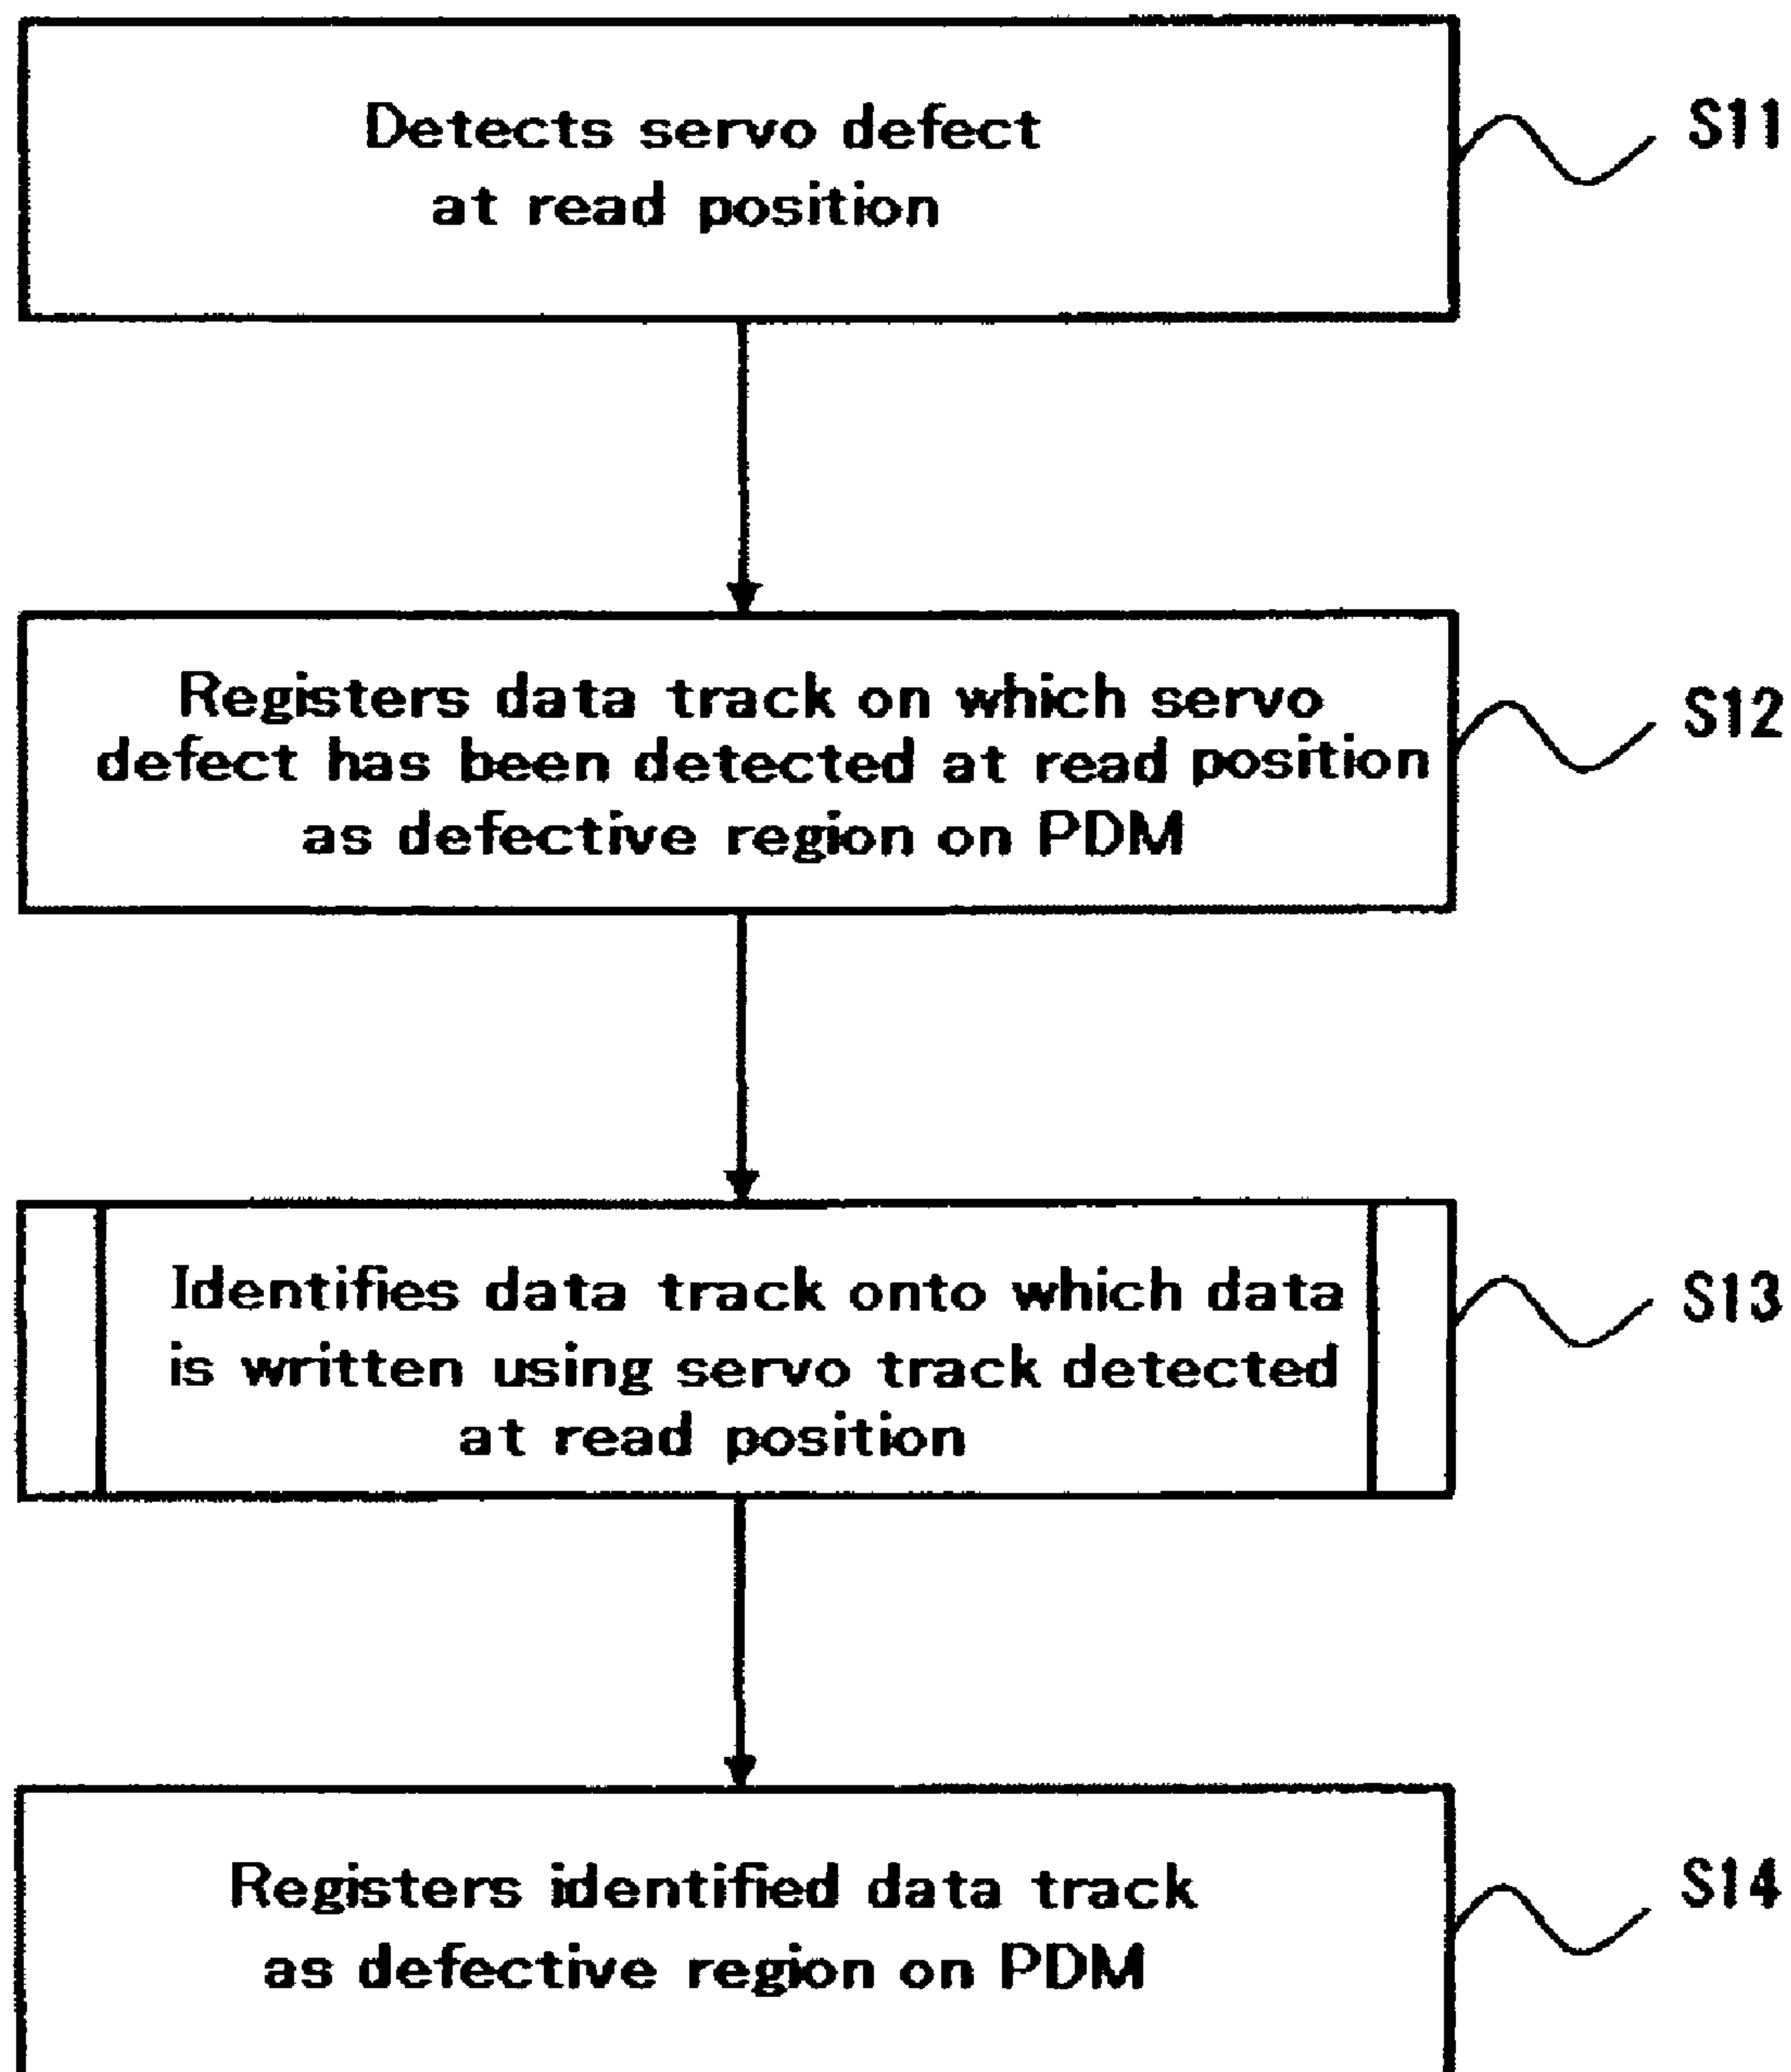 Detects servo defect
at read position
S11
Registers data track on which servo
defect has been detected at read position
as defective region on PDM
S12
Identifies data track onto which data
is written using servo track detected
at read position
S13
Registers identified data track
as defective region on PDM
S14